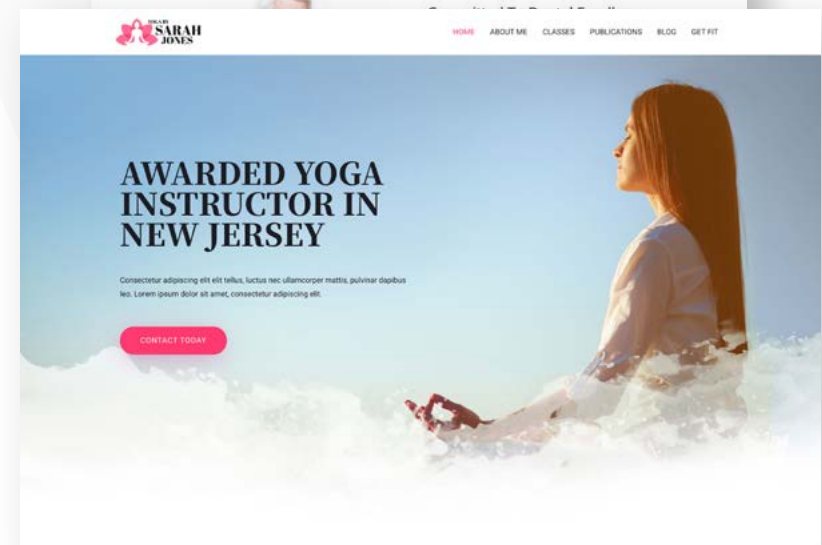 YOGA BY
SARAH
JONES
HOME ABOUT ME CLASSES PUBLICATIONS BLOG GET FIT
AWARDED YOGA
INSTRUCTOR IN
NEW JERSEY
Consectetur adipiscing elit elit tellus, luctus nec ullamcorper mattis, pulvinar dapibus
leo. Lorem ipsum dolor sit amet, consectetur adipiscing elit.
CONTACT TODAY